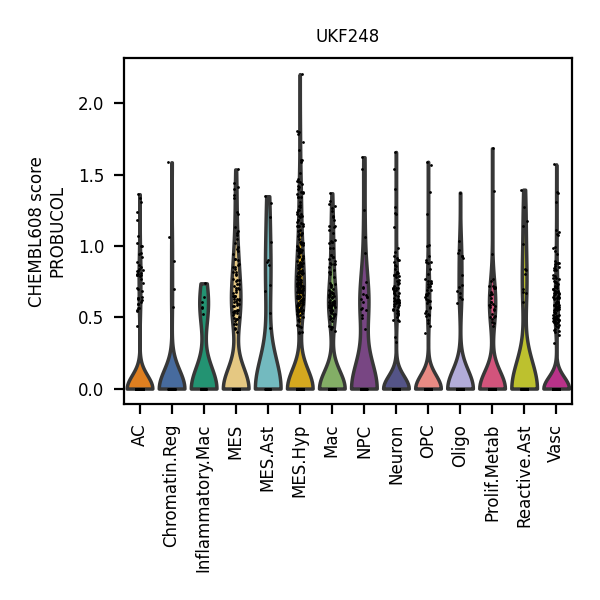 UKF248
CHEMBL608 score
PROBUCOL
2.0
1.5
1.0
0.5
0.0
AC
Chromatin.Reg
Inflammatory.Mac
MES
MES.Ast
MES.Hyp
Mac
NPC
Neuron
OPC
Oligo
Prolif.Metab
Reactive.Ast
Vasc